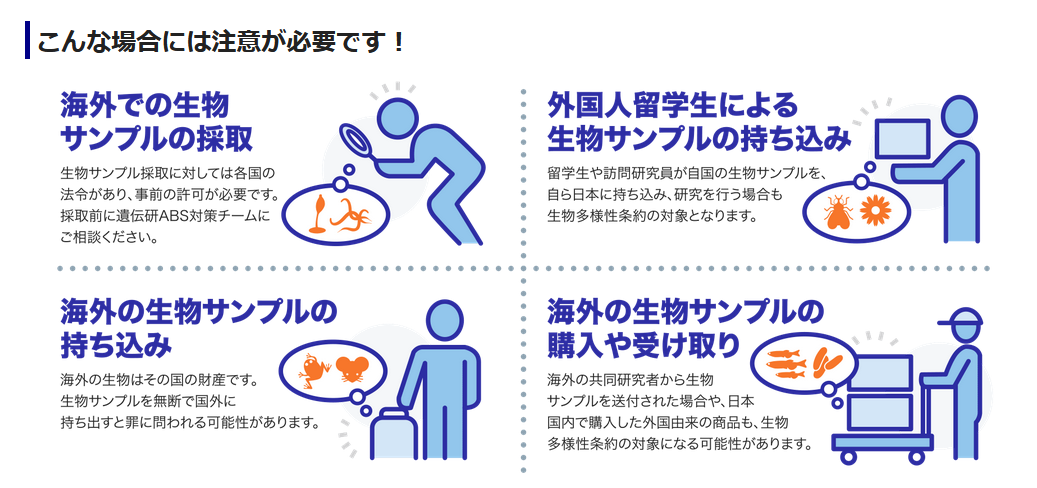 こんな場合には注意が必要です！
海外での生物
サンプルの採取
生物サンプル採取に対しては各国の
法令があり、事前の許可が必要です。
採取前に遺伝研ABS対策チームに
ご相談ください。
外国人留学生による
生物サンプルの持ち込み
留学生や訪問研究員が自国の生物サンプルを、
自ら日本に持ち込み、研究を行う場合も
生物多様性条約の対象となります。
海外の生物サンプルの
持ち込み
海外の生物はその国の財産です。
生物サンプルを無断で国外に
持ち出すと罪に問われる可能性があります。
海外の生物サンプルの
購入や受け取り
海外の共同研究者から生物
サンプルを送付された場合や、日本
国内で購入した外国由来の商品も、生物
多様性条約の対象になる可能性があります。